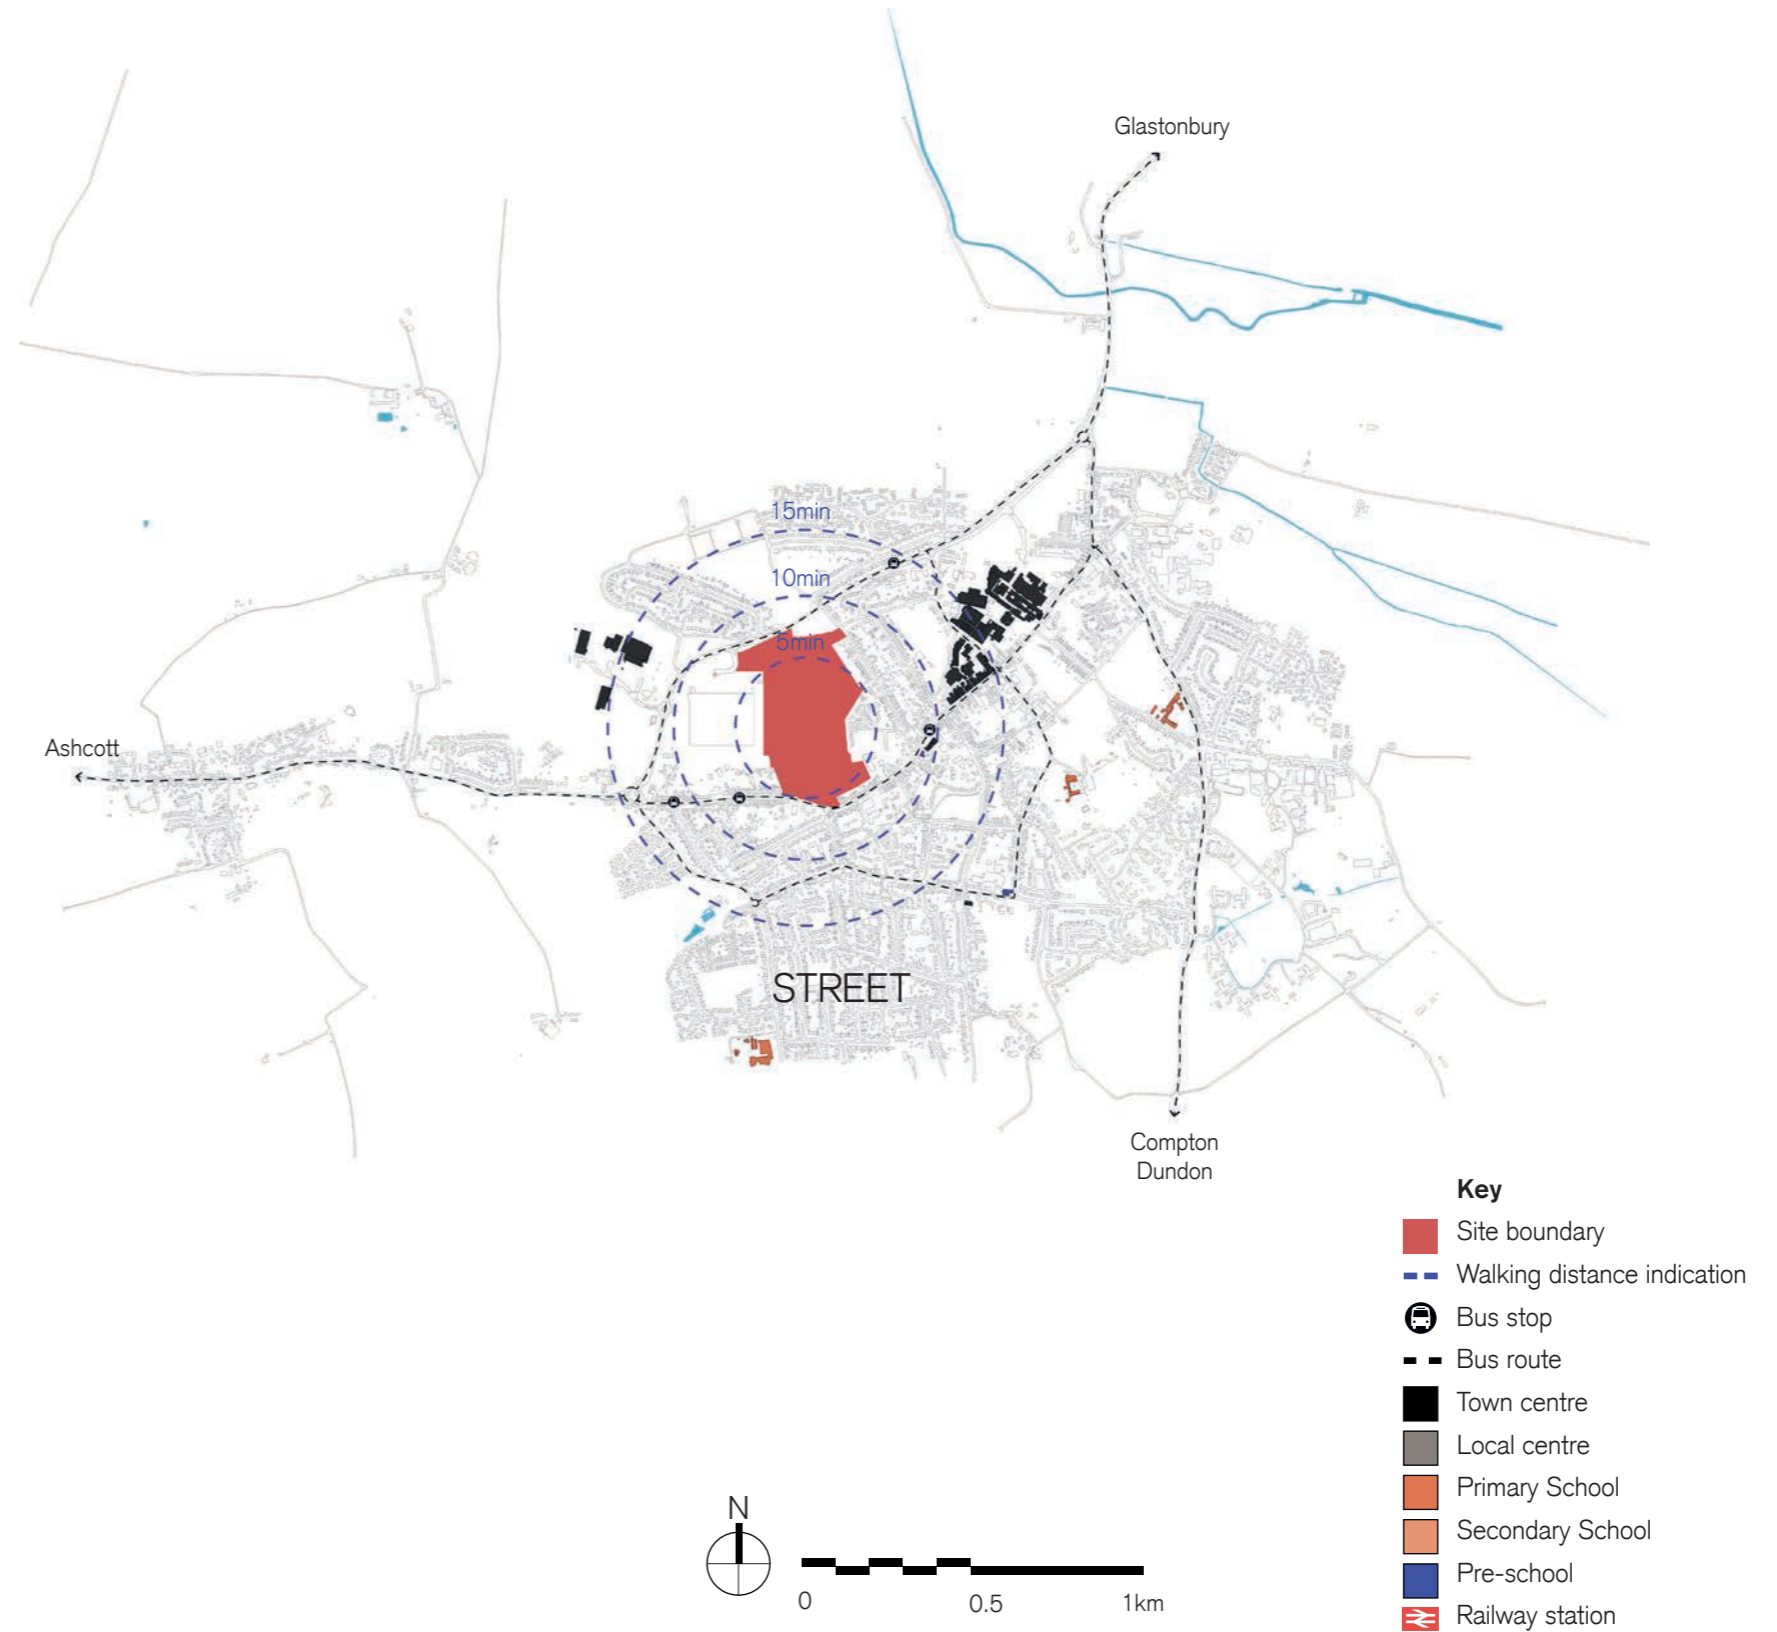 Glastonbury
15min
10min
5min
Ashcott
STREET
Compton
Dundon
Key
Site boundary
Walking distance indication
Bus stop
Bus route
Town centre
Local centre
Primary School
Secondary School
Pre-school
Railway station
N
0 0.5 1km